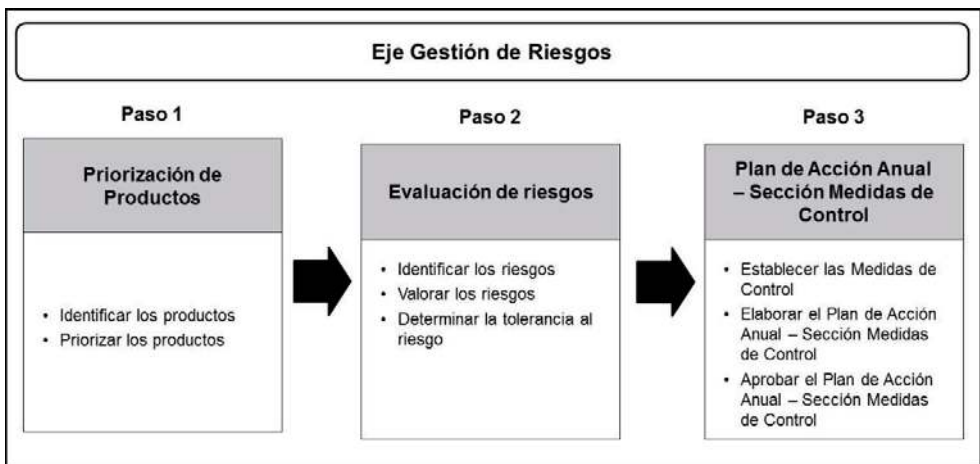 Eje Gestión de Riesgos
Paso 1
Priorización de
Productos
• Identificar los productos
• Priorizar los productos
Paso 2
Evaluación de riesgos
• Identificar los riesgos
• Valorar los riesgos
• Determinar la tolerancia al
riesgo
Paso 3
Plan de Acción Anual
– Sección Medidas de
Control
• Establecer las Medidas de
Control
• Elaborar el Plan de Acción
Anual – Sección Medidas
de Control
• Aprobar el Plan de Acción
Anual – Sección Medidas
de Control